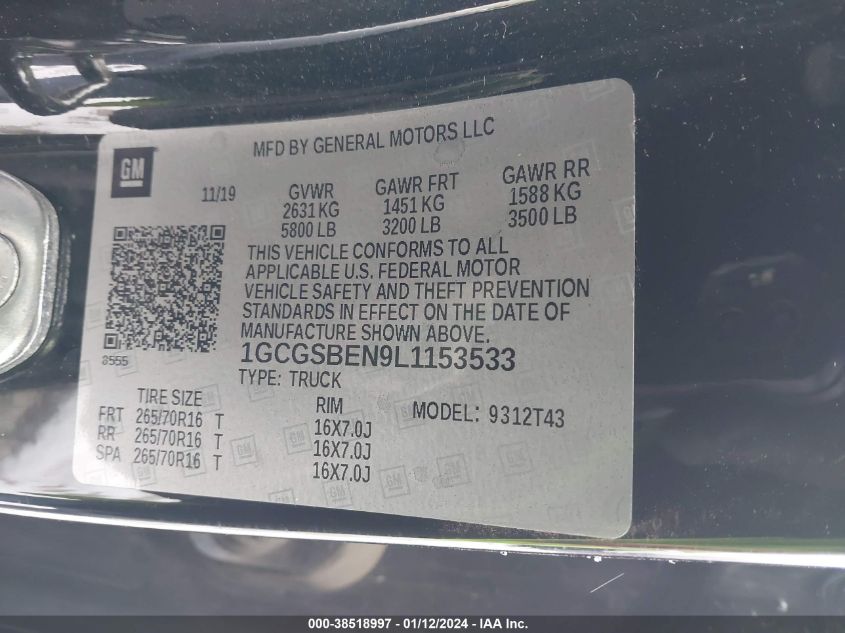 MFD BY GENERAL MOTORS LLC
GM
11/19 GVWR GAWR FRT GAWR RR
2631 KG 1451 KG 1588 KG
5800 LB 3200 LB 3500 LB
THIS VEHICLE CONFORMS TO ALL
APPLICABLE U.S. FEDERAL MOTOR
VEHICLE SAFETY AND THEFT PREVENTION
STANDARDS IN EFFECT ON THE DATE OF
MANUFACTURE SHOWN ABOVE.
8555
1GCGSBEN9L1153533
TYPE: TRUCK
TIRE SIZE RIM MODEL: 9312T43
FRT 265/70R16 T 16X7.0J
RR 265/70R16 T 16X7.0J
SPA 265/70R16 T 16X7.0J
000-38518997 - 01/12/2024 - IAA Inc.